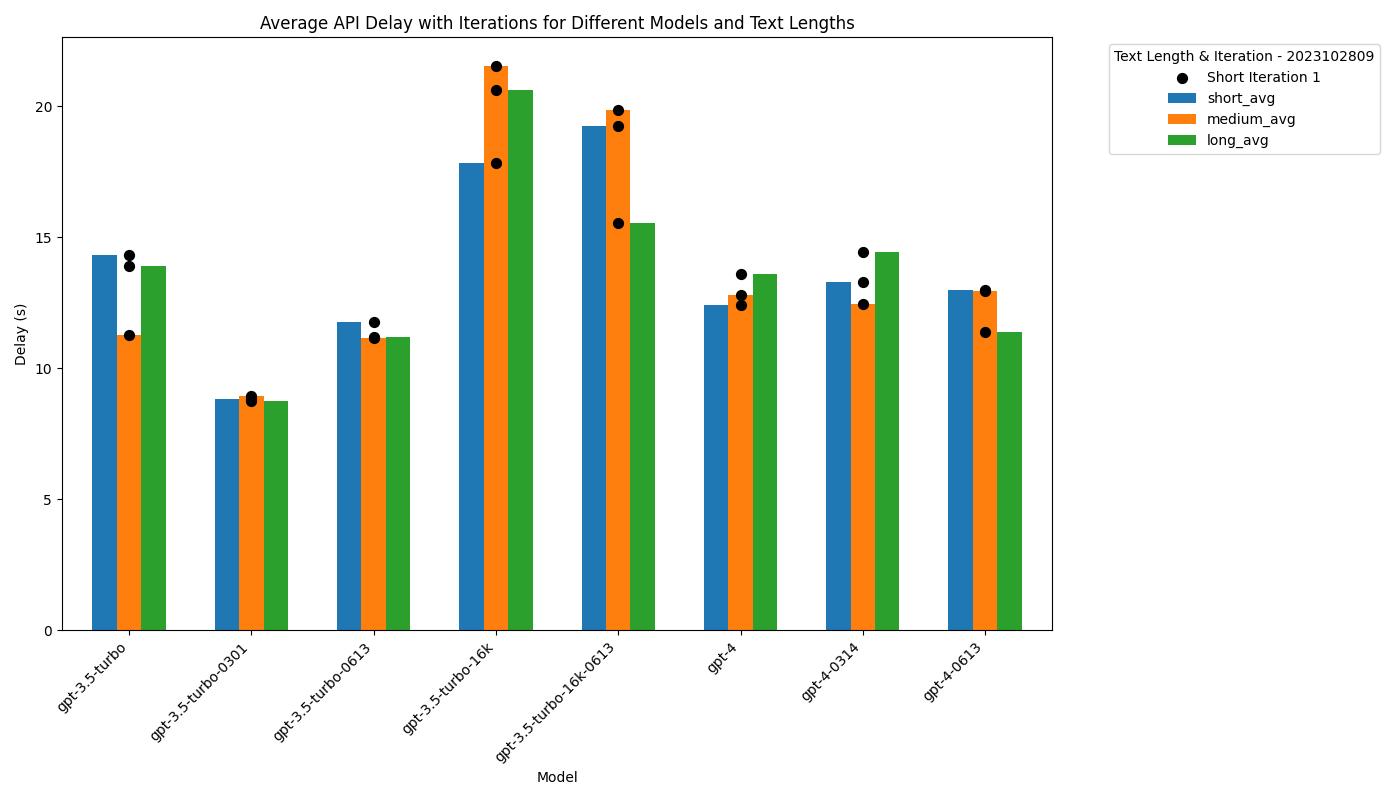 Average API Delay with Iterations for Different Models and Text Lengths
Text Length & Iteration - 2023102809
Short Iteration 1
short_avg
medium_avg
long_avg
Delay (s)
20
15
10
5
0
gpt-3.5-turbo
gpt-3.5-turbo-0301
gpt-3.5-turbo-0613
gpt-3.5-turbo-16k
gpt-3.5-turbo-16k-0613
gpt-4
gpt-4-0314
gpt-4-0613
Model